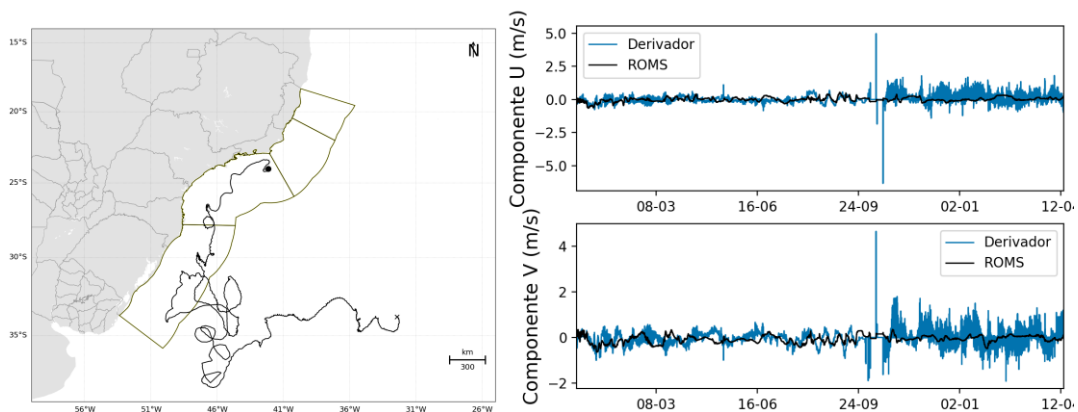 15°S
20°S
25°S
30°S
35°S
56°W
51°W
46°W
41°W
36°W
31°W
26°W
N
km
300
Componente U (m/s)
5.0
2.5
0.0
−2.5
−5.0
Derivador
ROMS
08-03
16-06
24-09
02-01
12-04
Componente V (m/s)
4
2
0
−2
Derivador
ROMS
08-03
16-06
24-09
02-01
12-04